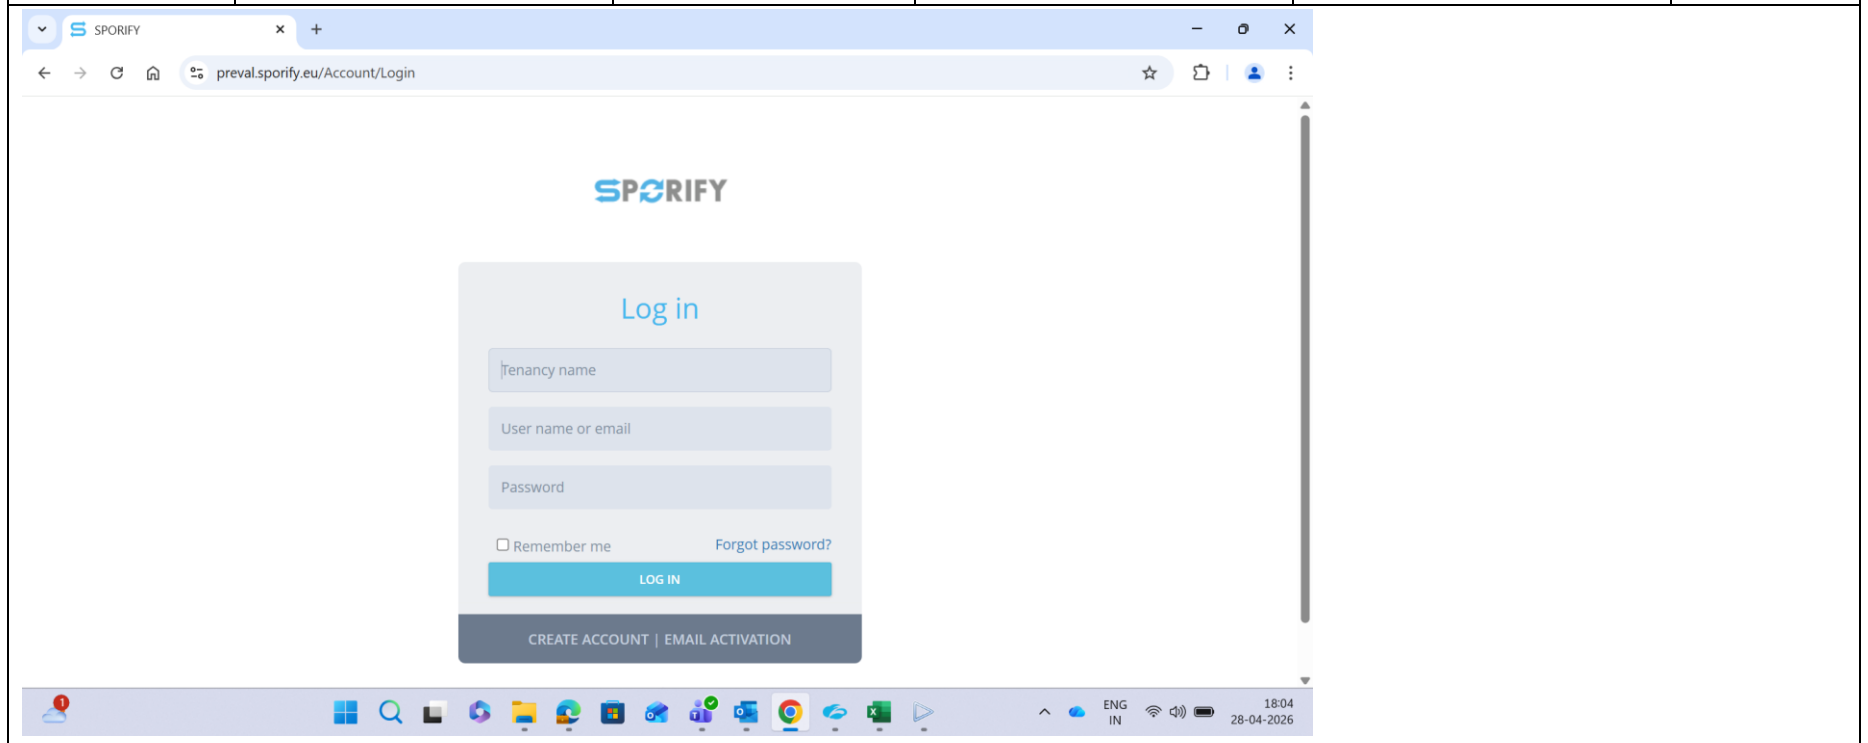 SPORIFY
preval.sporify.eu/Account/Login
SPORIFY
Log in
Tenancy name
User name or email
Password
Remember me Forgot password?
LOG IN
CREATE ACCOUNT | EMAIL ACTIVATION
1
ENG
IN
18:04
28-04-2026